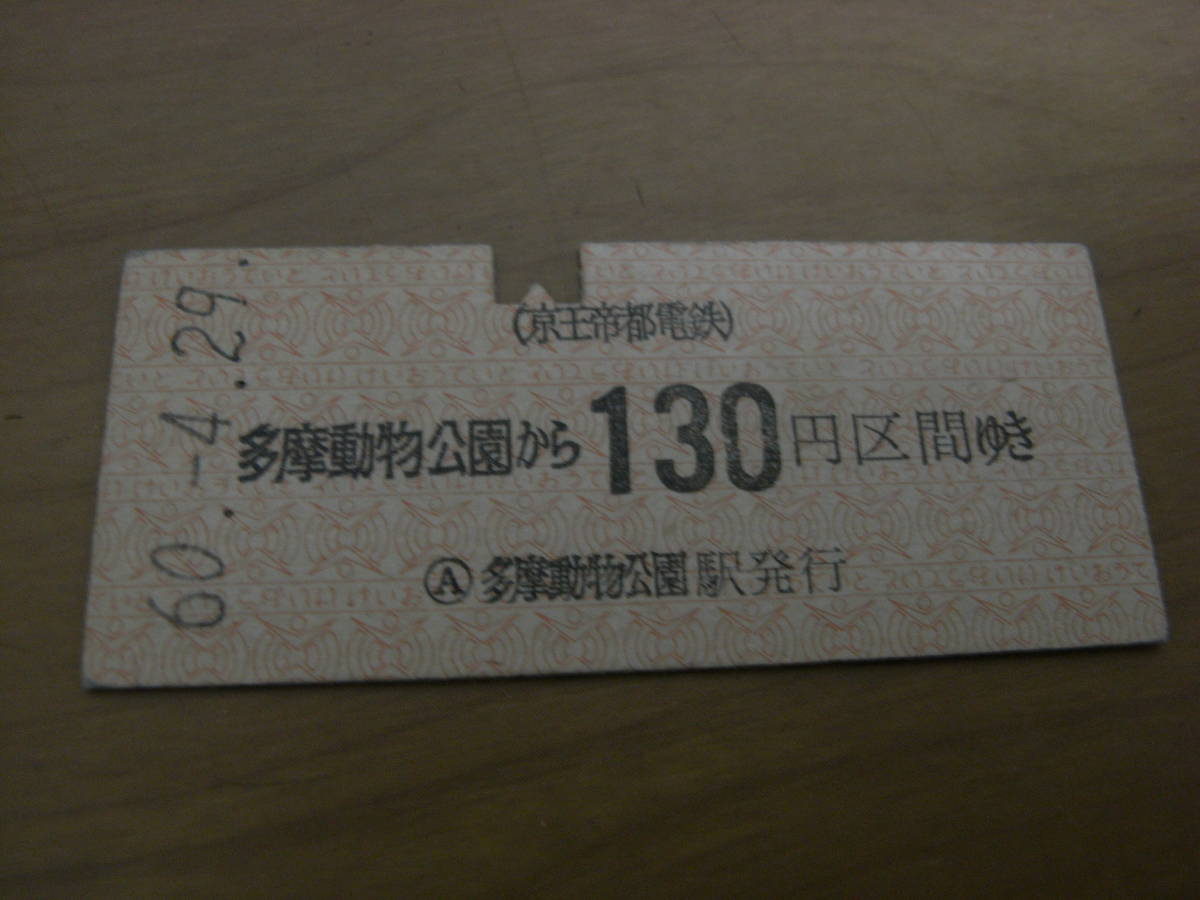 (京王帝都電鉄)
多摩動物公園から130円区間ゆき
Ⓐ多摩動物公園駅発行
60.-4.29.